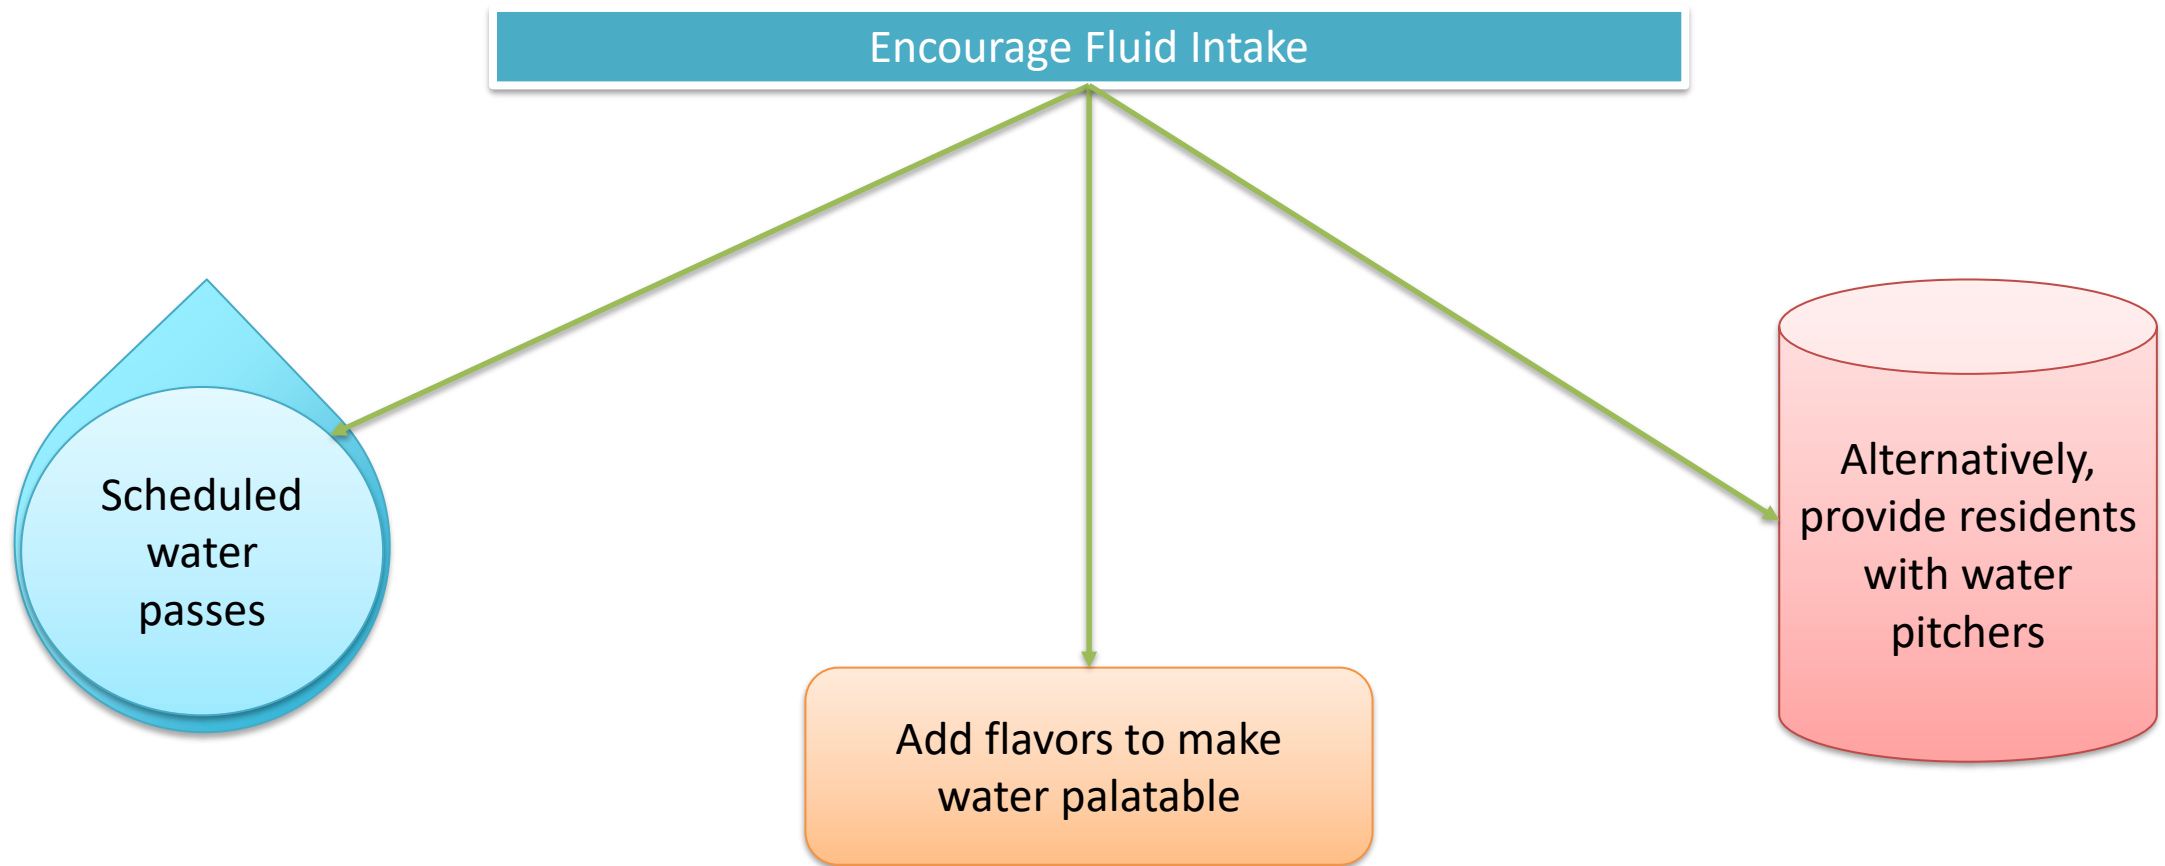 Encourage Fluid Intake
Scheduled
water
passes
Add flavors to make
water palatable
Alternatively,
provide residents
with water
pitchers